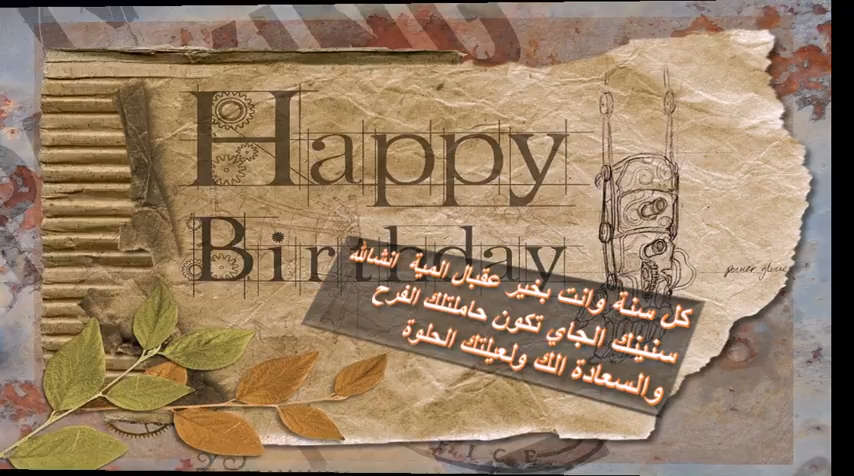 Happy
Birthday
كل سنة وانت بخير عقبال المية انشالله
سنينك الجاي تكون حاملتلك الفرح
والسعادة الك ولعيلتك الحلوة